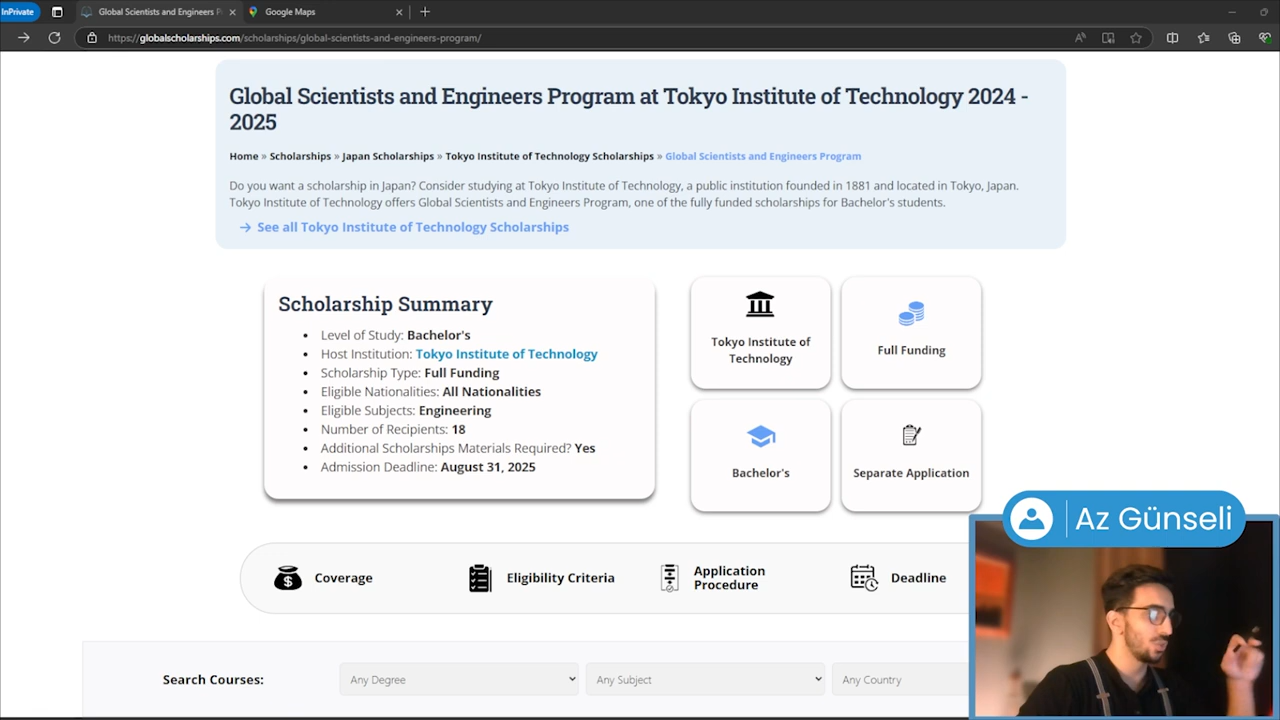 InPrivate
Global Scientists and Engineers P
Google Maps
https://globalscholarships.com/scholarships/global-scientists-and-engineers-program/
Global Scientists and Engineers Program at Tokyo Institute of Technology 2024 -
2025
Home » Scholarships » Japan Scholarships » Tokyo Institute of Technology Scholarships » Global Scientists and Engineers Program
Do you want a scholarship in Japan? Consider studying at Tokyo Institute of Technology, a public institution founded in 1881 and located in Tokyo, Japan.
Tokyo Institute of Technology offers Global Scientists and Engineers Program, one of the fully funded scholarships for Bachelor's students.
→ See all Tokyo Institute of Technology Scholarships
Scholarship Summary
• Level of Study: Bachelor's
• Host Institution: Tokyo Institute of Technology
• Scholarship Type: Full Funding
• Eligible Nationalities: All Nationalities
• Eligible Subjects: Engineering
• Number of Recipients: 18
• Additional Scholarships Materials Required? Yes
• Admission Deadline: August 31, 2025
Tokyo Institute of
Technology
Full Funding
Bachelor's
Separate Application
Az Günseli
Coverage
Eligibility Criteria
Application
Procedure
Deadline
Search Courses:
Any Degree
Any Subject
Any Country